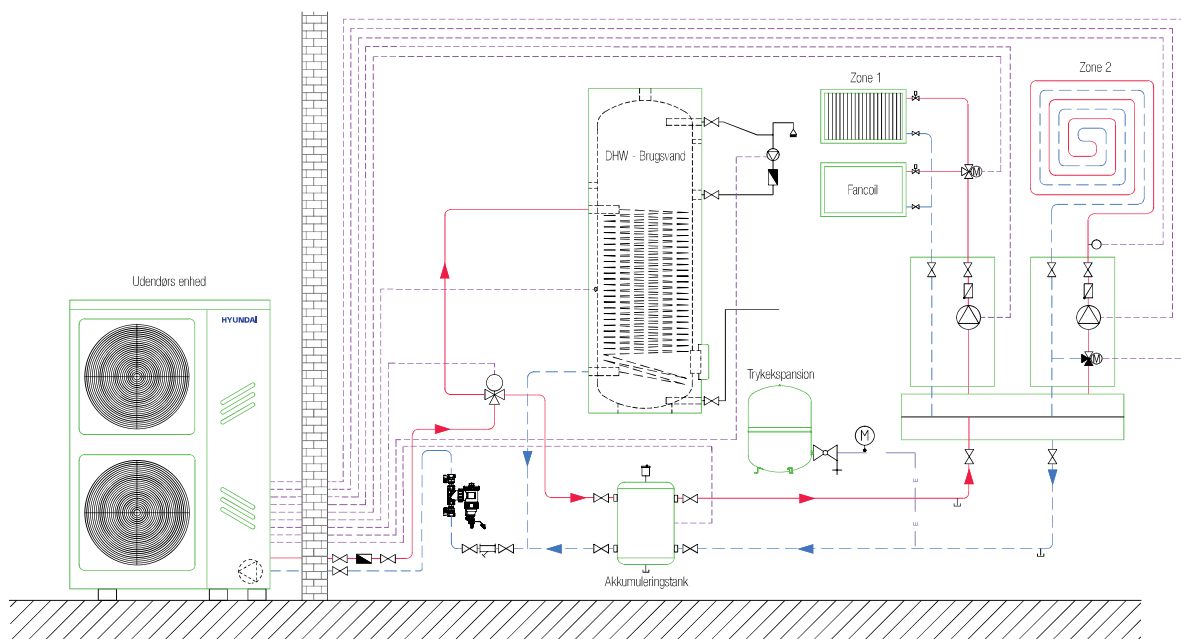 Zone 1
Zone 2
DHW - Brugsvand
M
Fancoil
Udendørs enhed
HYUNDAI
M
Trykekspansion
M
Akkumuleringstank